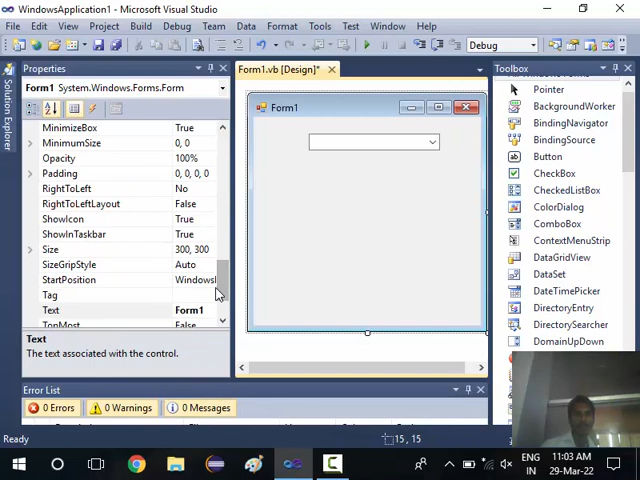 WindowsApplication1 - Microsoft Visual Studio
File Edit View Project Build Debug Team Data Format Tools Test Window Help
Debug
Solution Explorer
Properties
Form1 System.Windows.Forms.Form
MinimizeBox True
MinimumSize 0, 0
Opacity 100%
Padding 0, 0, 0, 0
RightToLeft No
RightToLeftLayout False
ShowIcon True
ShowInTaskbar True
Size 300, 300
SizeGripStyle Auto
StartPosition Windows
Tag
Text Form1
TopMost False
Text
The text associated with the control.
Form1.vb [Design]*
Form1
Toolbox
Pointer
BackgroundWorker
BindingNavigator
BindingSource
Button
CheckBox
CheckedListBox
ColorDialog
ComboBox
ContextMenuStrip
DataGridView
DataSet
DateTimePicker
DirectoryEntry
DirectorySearcher
DomainUpDown
Error List
0 Errors 0 Warnings 0 Messages
Ready 15, 15
ENG
IN
11:03 AM
29-Mar-22